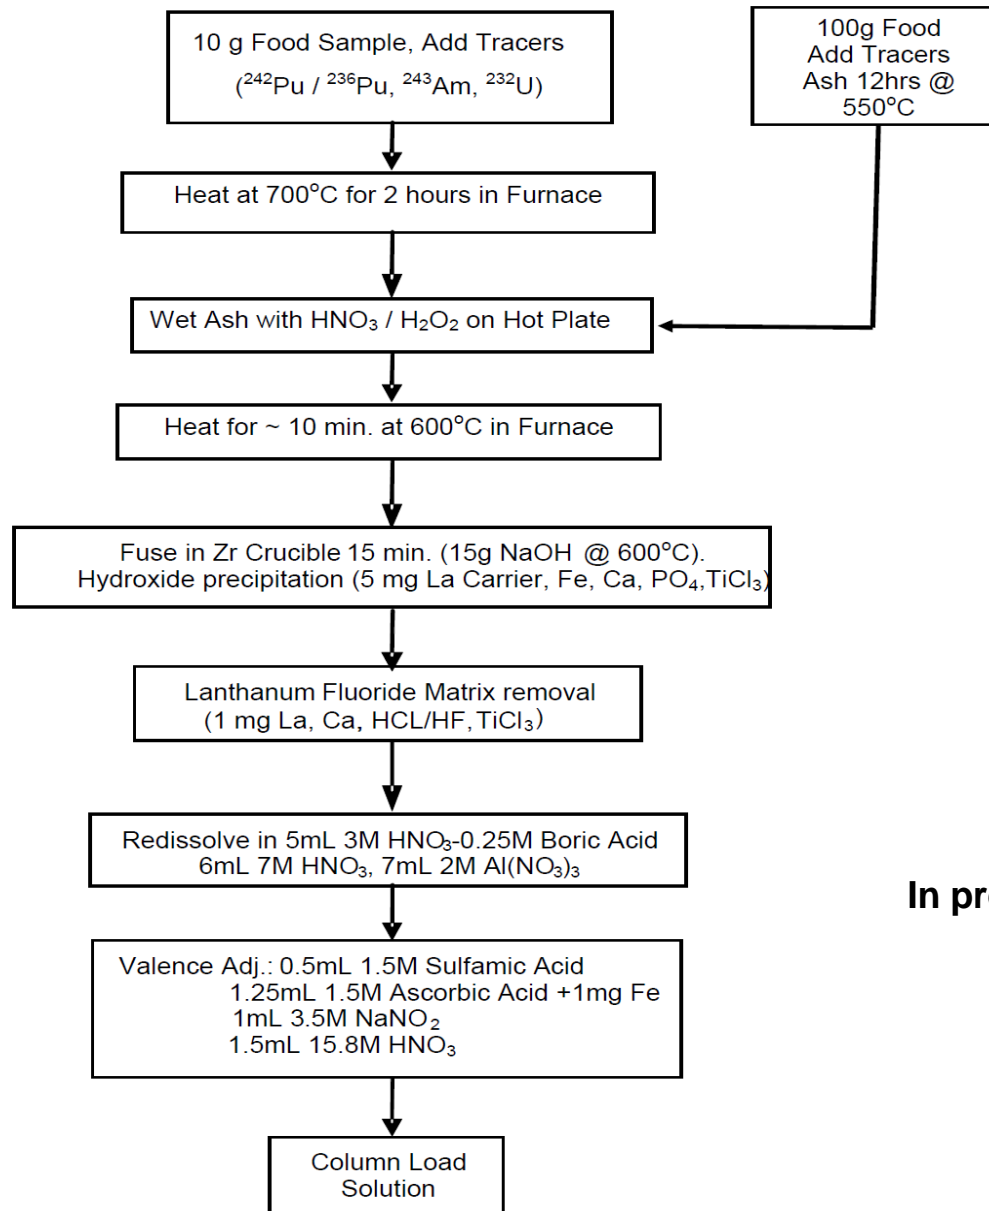 10 g Food Sample, Add Tracers
(²⁴²Pu / ²³⁶Pu, ²⁴³Am, ²³²U)
100g Food
Add Tracers
Ash 12hrs @
550°C
Heat at 700°C for 2 hours in Furnace
Wet Ash with HNO₃ / H₂O₂ on Hot Plate
Heat for ~ 10 min. at 600°C in Furnace
Fuse in Zr Crucible 15 min. (15g NaOH @ 600°C).
Hydroxide precipitation (5 mg La Carrier, Fe, Ca, PO₄,TiCl₃)
Lanthanum Fluoride Matrix removal
(1 mg La, Ca, HCL/HF,TiCl₃)
Redissolve in 5mL 3M HNO₃-0.25M Boric Acid
6mL 7M HNO₃, 7mL 2M Al(NO₃)₃
In pr
Valence Adj.: 0.5mL 1.5M Sulfamic Acid
1.25mL 1.5M Ascorbic Acid +1mg Fe
1mL 3.5M NaNO₂
1.5mL 15.8M HNO₃
Column Load
Solution